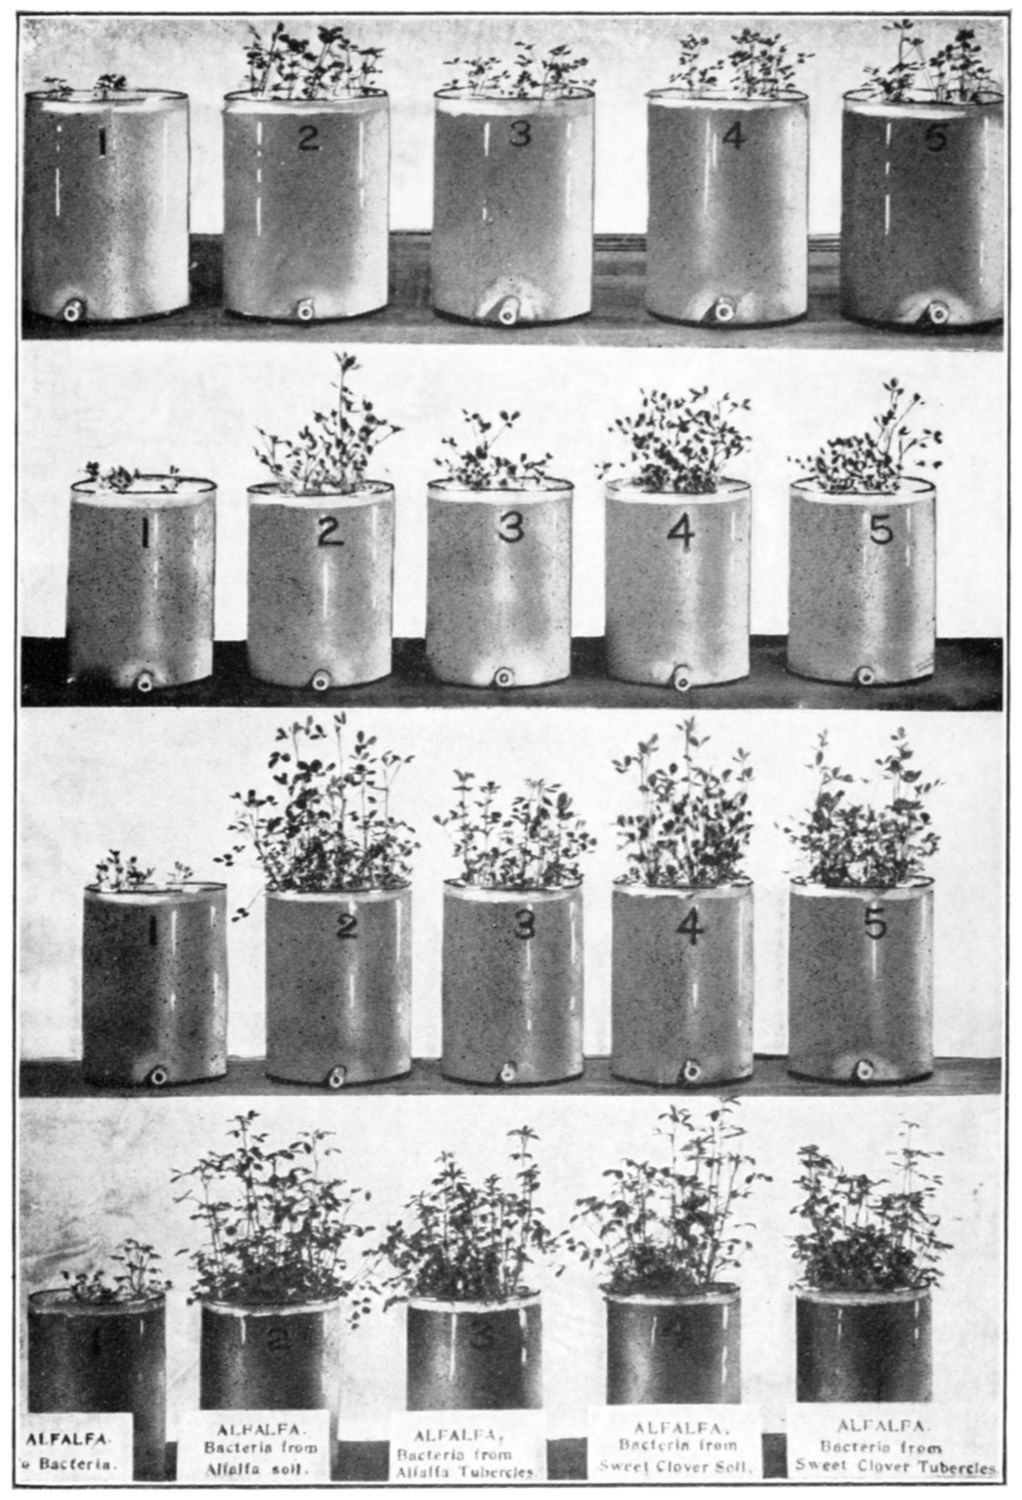 1 2 3 4 5
1 2 3 4 5
1 2 3 4 5
1 2 3 4
ALFALFA.
Bacteria.
ALFALFA.
Bacteria from
Alfalfa soil.
ALFALFA,
Bacteria from
Alfalfa Tubercles.
ALFALFA.
Bacteria from
Sweet Clover Soil.
ALFALFA.
Bacteria from
Sweet Clover Tubercles.